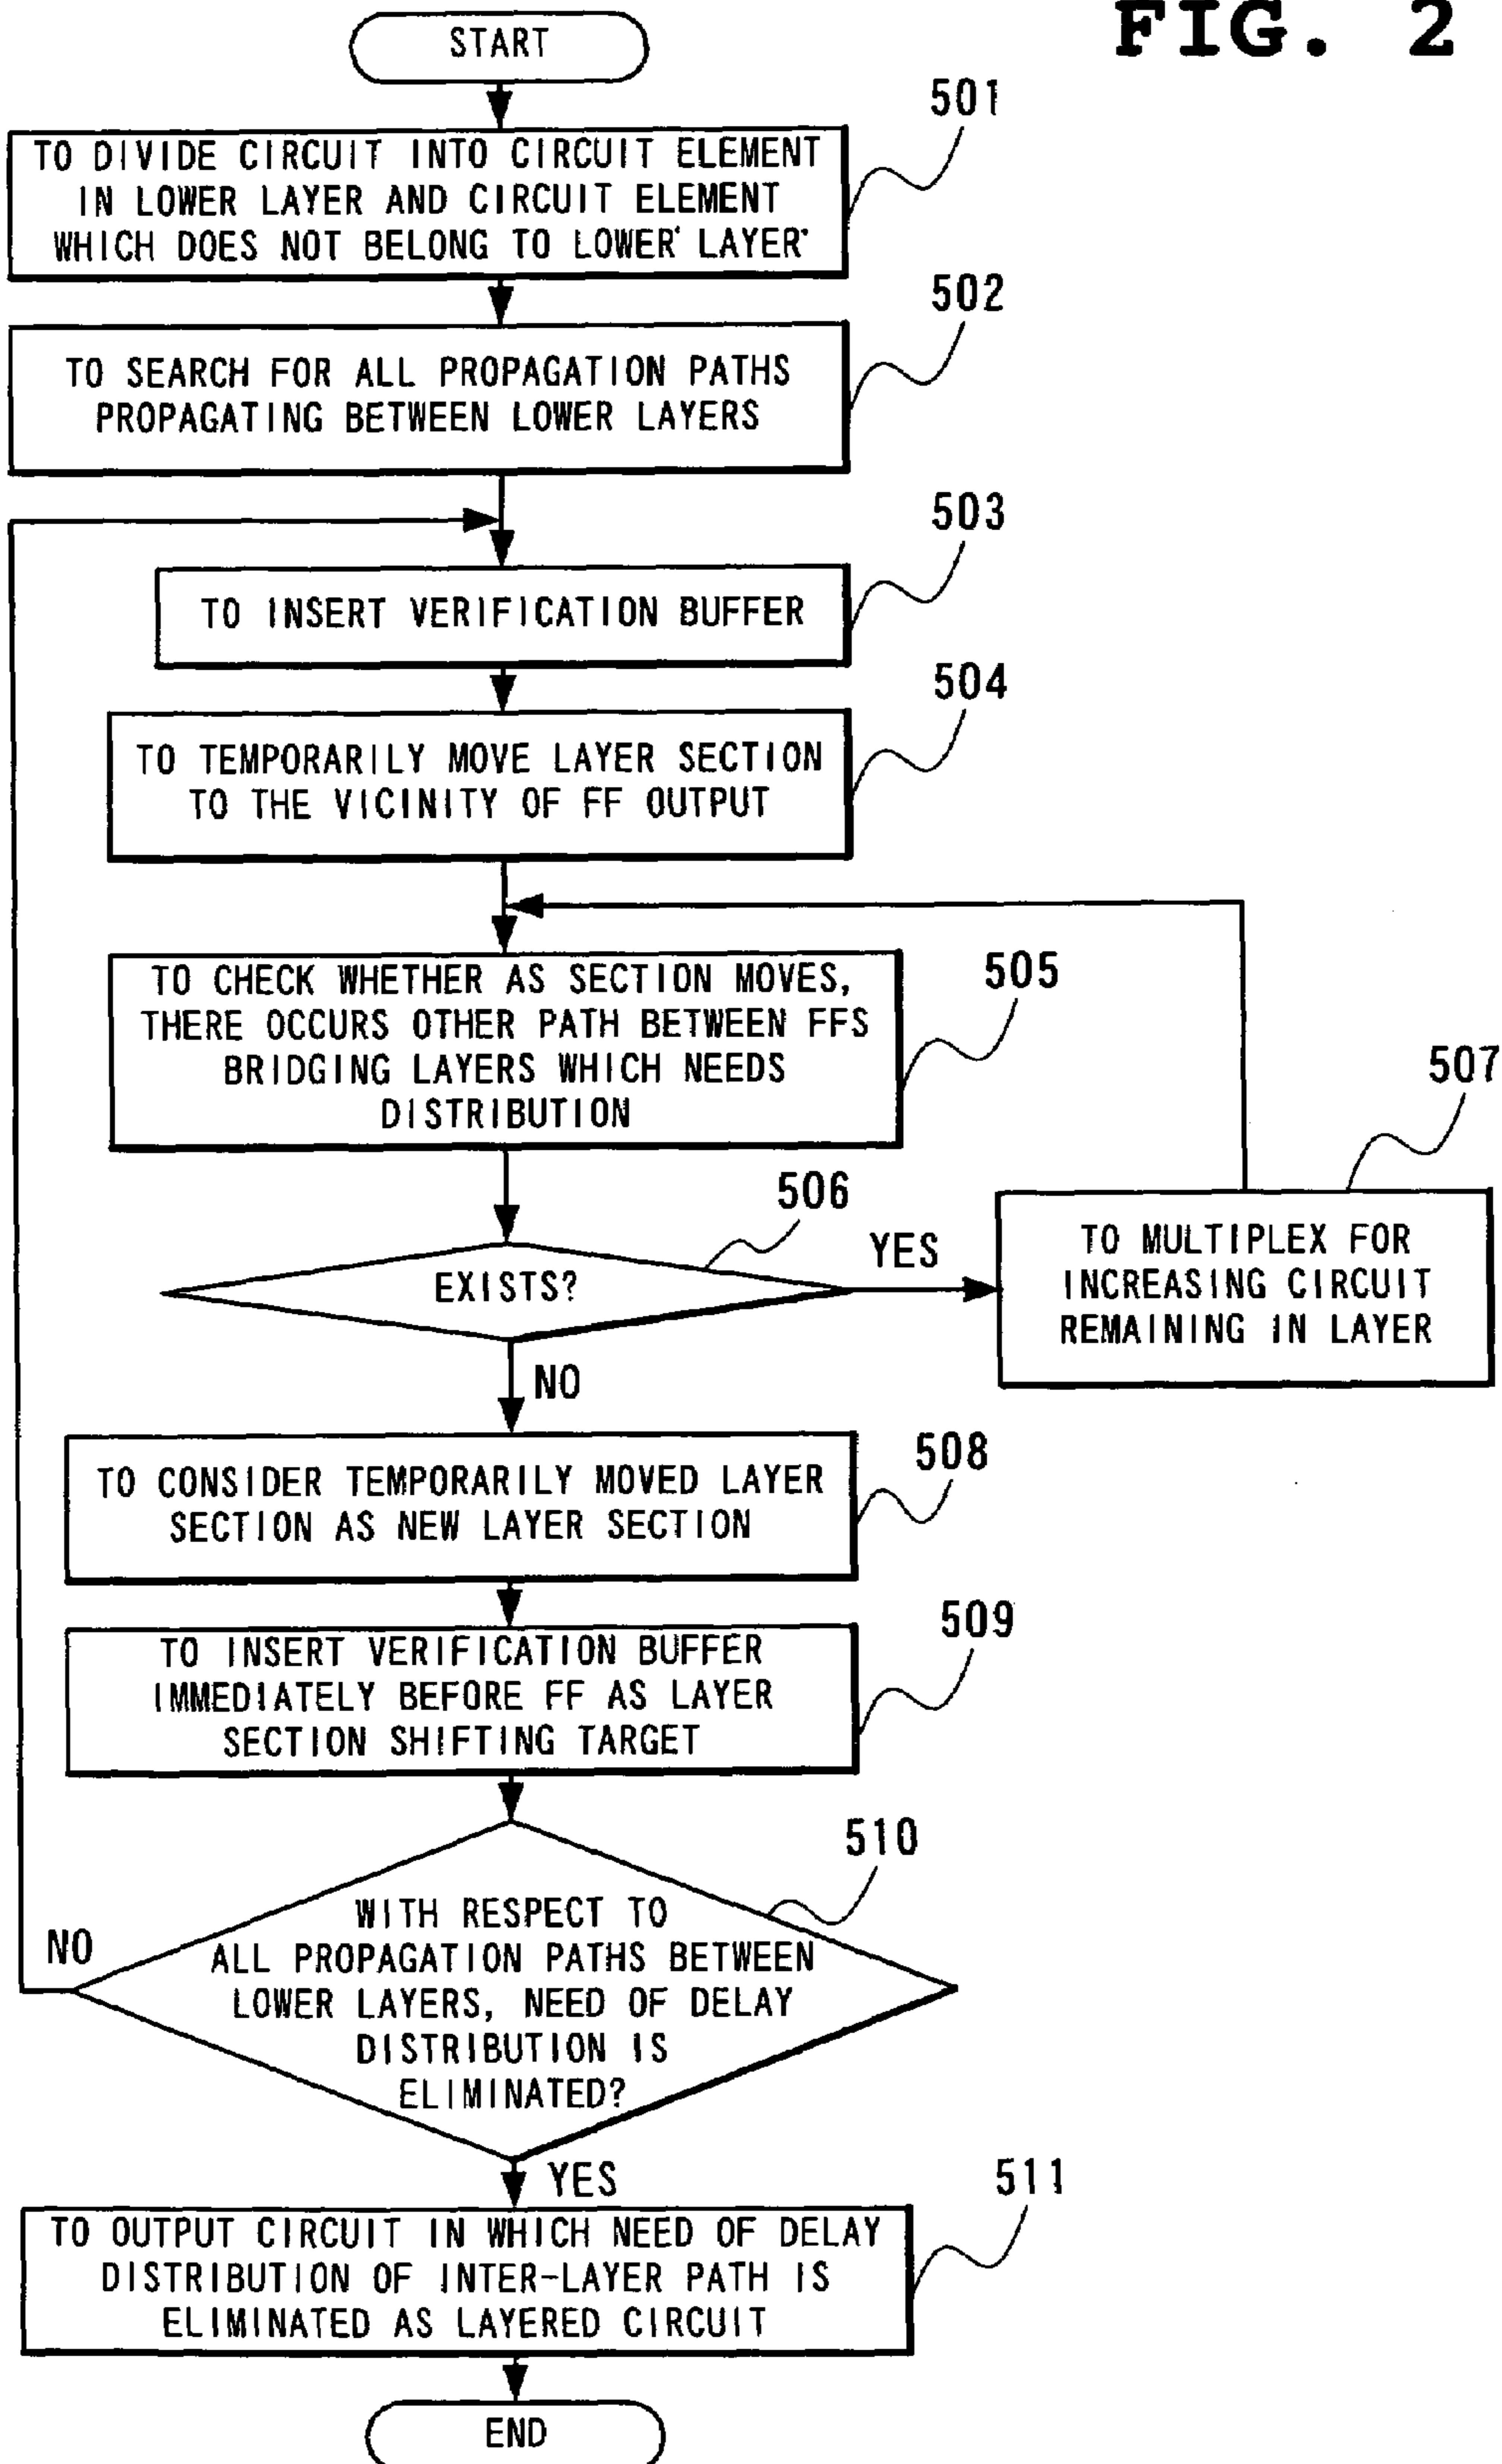 FIG. 2
START
501
TO DIVIDE CIRCUIT INTO CIRCUIT ELEMENT
IN LOWER LAYER AND CIRCUIT ELEMENT
WHICH DOES NOT BELONG TO LOWER LAYER
502
TO SEARCH FOR ALL PROPAGATION PATHS
PROPAGATING BETWEEN LOWER LAYERS
503
TO INSERT VERIFICATION BUFFER
504
TO TEMPORARILY MOVE LAYER SECTION
TO THE VICINITY OF FF OUTPUT
505
TO CHECK WHETHER AS SECTION MOVES,
THERE OCCURS OTHER PATH BETWEEN FFS
BRIDGING LAYERS WHICH NEEDS
DISTRIBUTION
506
EXISTS?
YES
507
TO MULTIPLEX FOR
INCREASING CIRCUIT
REMAINING IN LAYER
NO
508
TO CONSIDER TEMPORARILY MOVED LAYER
SECTION AS NEW LAYER SECTION
509
TO INSERT VERIFICATION BUFFER
IMMEDIATELY BEFORE FF AS LAYER
SECTION SHIFTING TARGET
510
WITH RESPECT TO
ALL PROPAGATION PATHS BETWEEN
LOWER LAYERS, NEED OF DELAY
DISTRIBUTION IS
ELIMINATED?
NO
YES
511
TO OUTPUT CIRCUIT IN WHICH NEED OF DELAY
DISTRIBUTION OF INTER-LAYER PATH IS
ELIMINATED AS LAYERED CIRCUIT
END